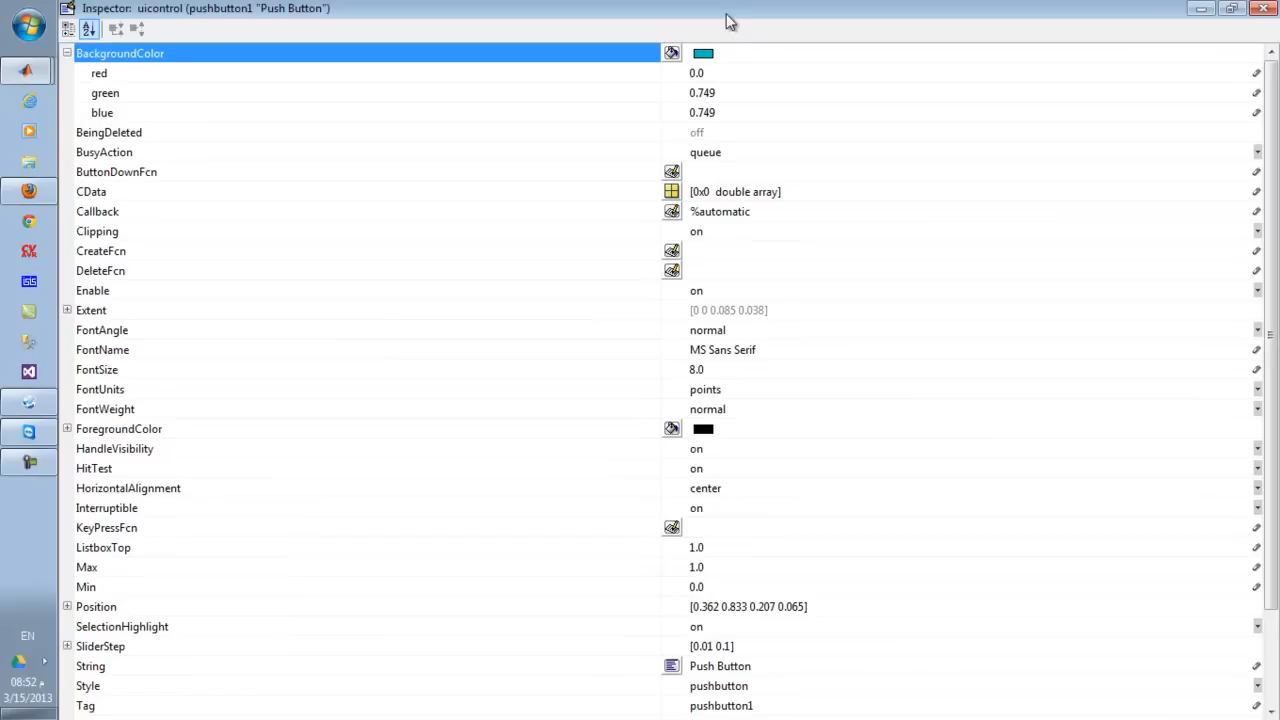 Inspector:  uicontrol (pushbutton1 "Push Button")
BackgroundColor
red 0.0
green 0.749
blue 0.749
BeingDeleted off
BusyAction queue
ButtonDownFcn
CData [0x0  double array]
Callback %automatic
Clipping on
CreateFcn
DeleteFcn
Enable on
Extent [0 0 0.085 0.038]
FontAngle normal
FontName MS Sans Serif
FontSize 8.0
FontUnits points
FontWeight normal
ForegroundColor
HandleVisibility on
HitTest on
HorizontalAlignment center
Interruptible on
KeyPressFcn
ListboxTop 1.0
Max 1.0
Min 0.0
Position [0.362 0.833 0.207 0.065]
SelectionHighlight on
SliderStep [0.01 0.1]
String Push Button
Style pushbutton
Tag pushbutton1
EN
08:52 م
3/15/2013